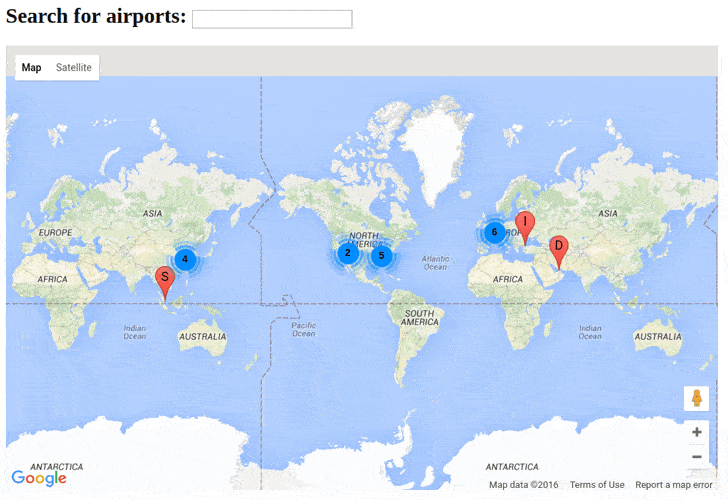 Search for airports:
Map Satellite
ASIA
ASIA
EUROPE
NORTH
AMERICA
I
6
D
4
S
2
5
Atlantic
Ocean
AFRICA
AFRICA
SOUTH
AMERICA
Indian
Ocean
Pacific
Ocean
Indian
Ocean
AUSTRALIA
AUSTRALIA
+
−
ANTARCTICA
ANTARCTICA
Google
Map data ©2016 Terms of Use Report a map error